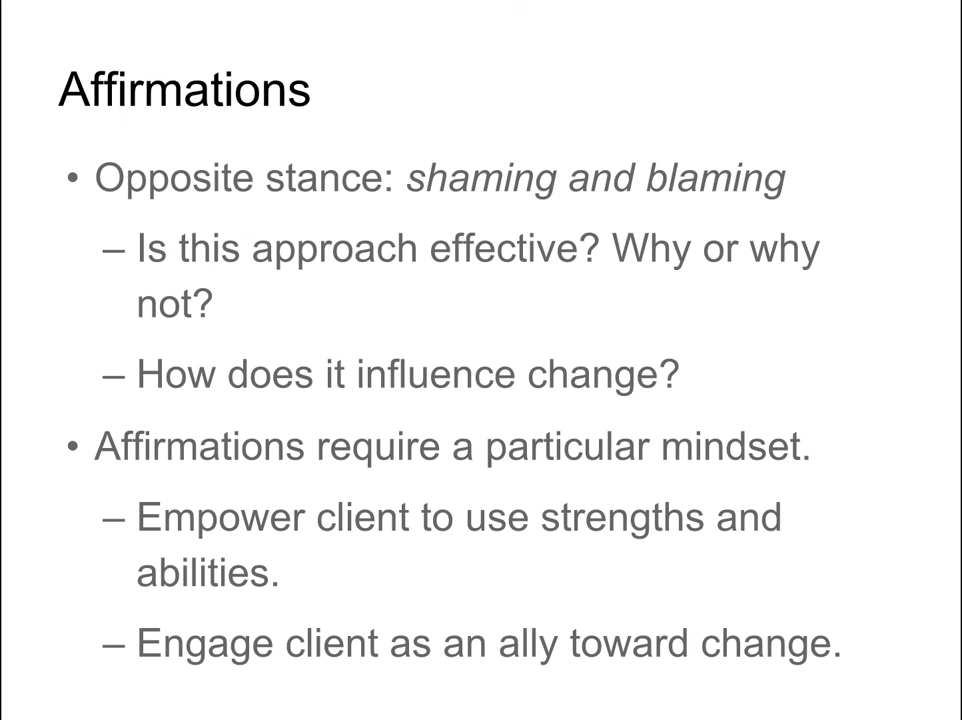 Affirmations
• Opposite stance: shaming and blaming
– Is this approach effective? Why or why
not?
– How does it influence change?
• Affirmations require a particular mindset.
– Empower client to use strengths and
abilities.
– Engage client as an ally toward change.